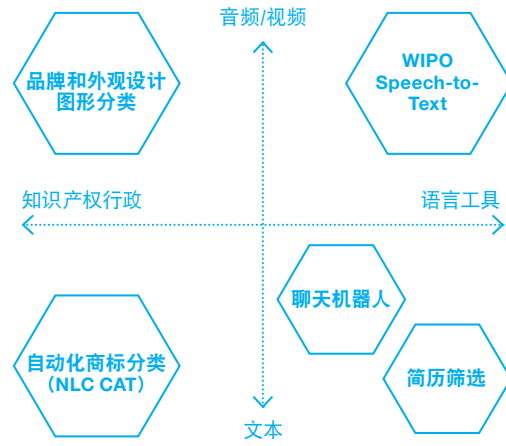 音频/视频
品牌和外观设计
图形分类
WIPO
Speech-to-
Text
知识产权行政
语言工具
聊天机器人
自动化商标分类
（NLC CAT）
简历筛选
文本